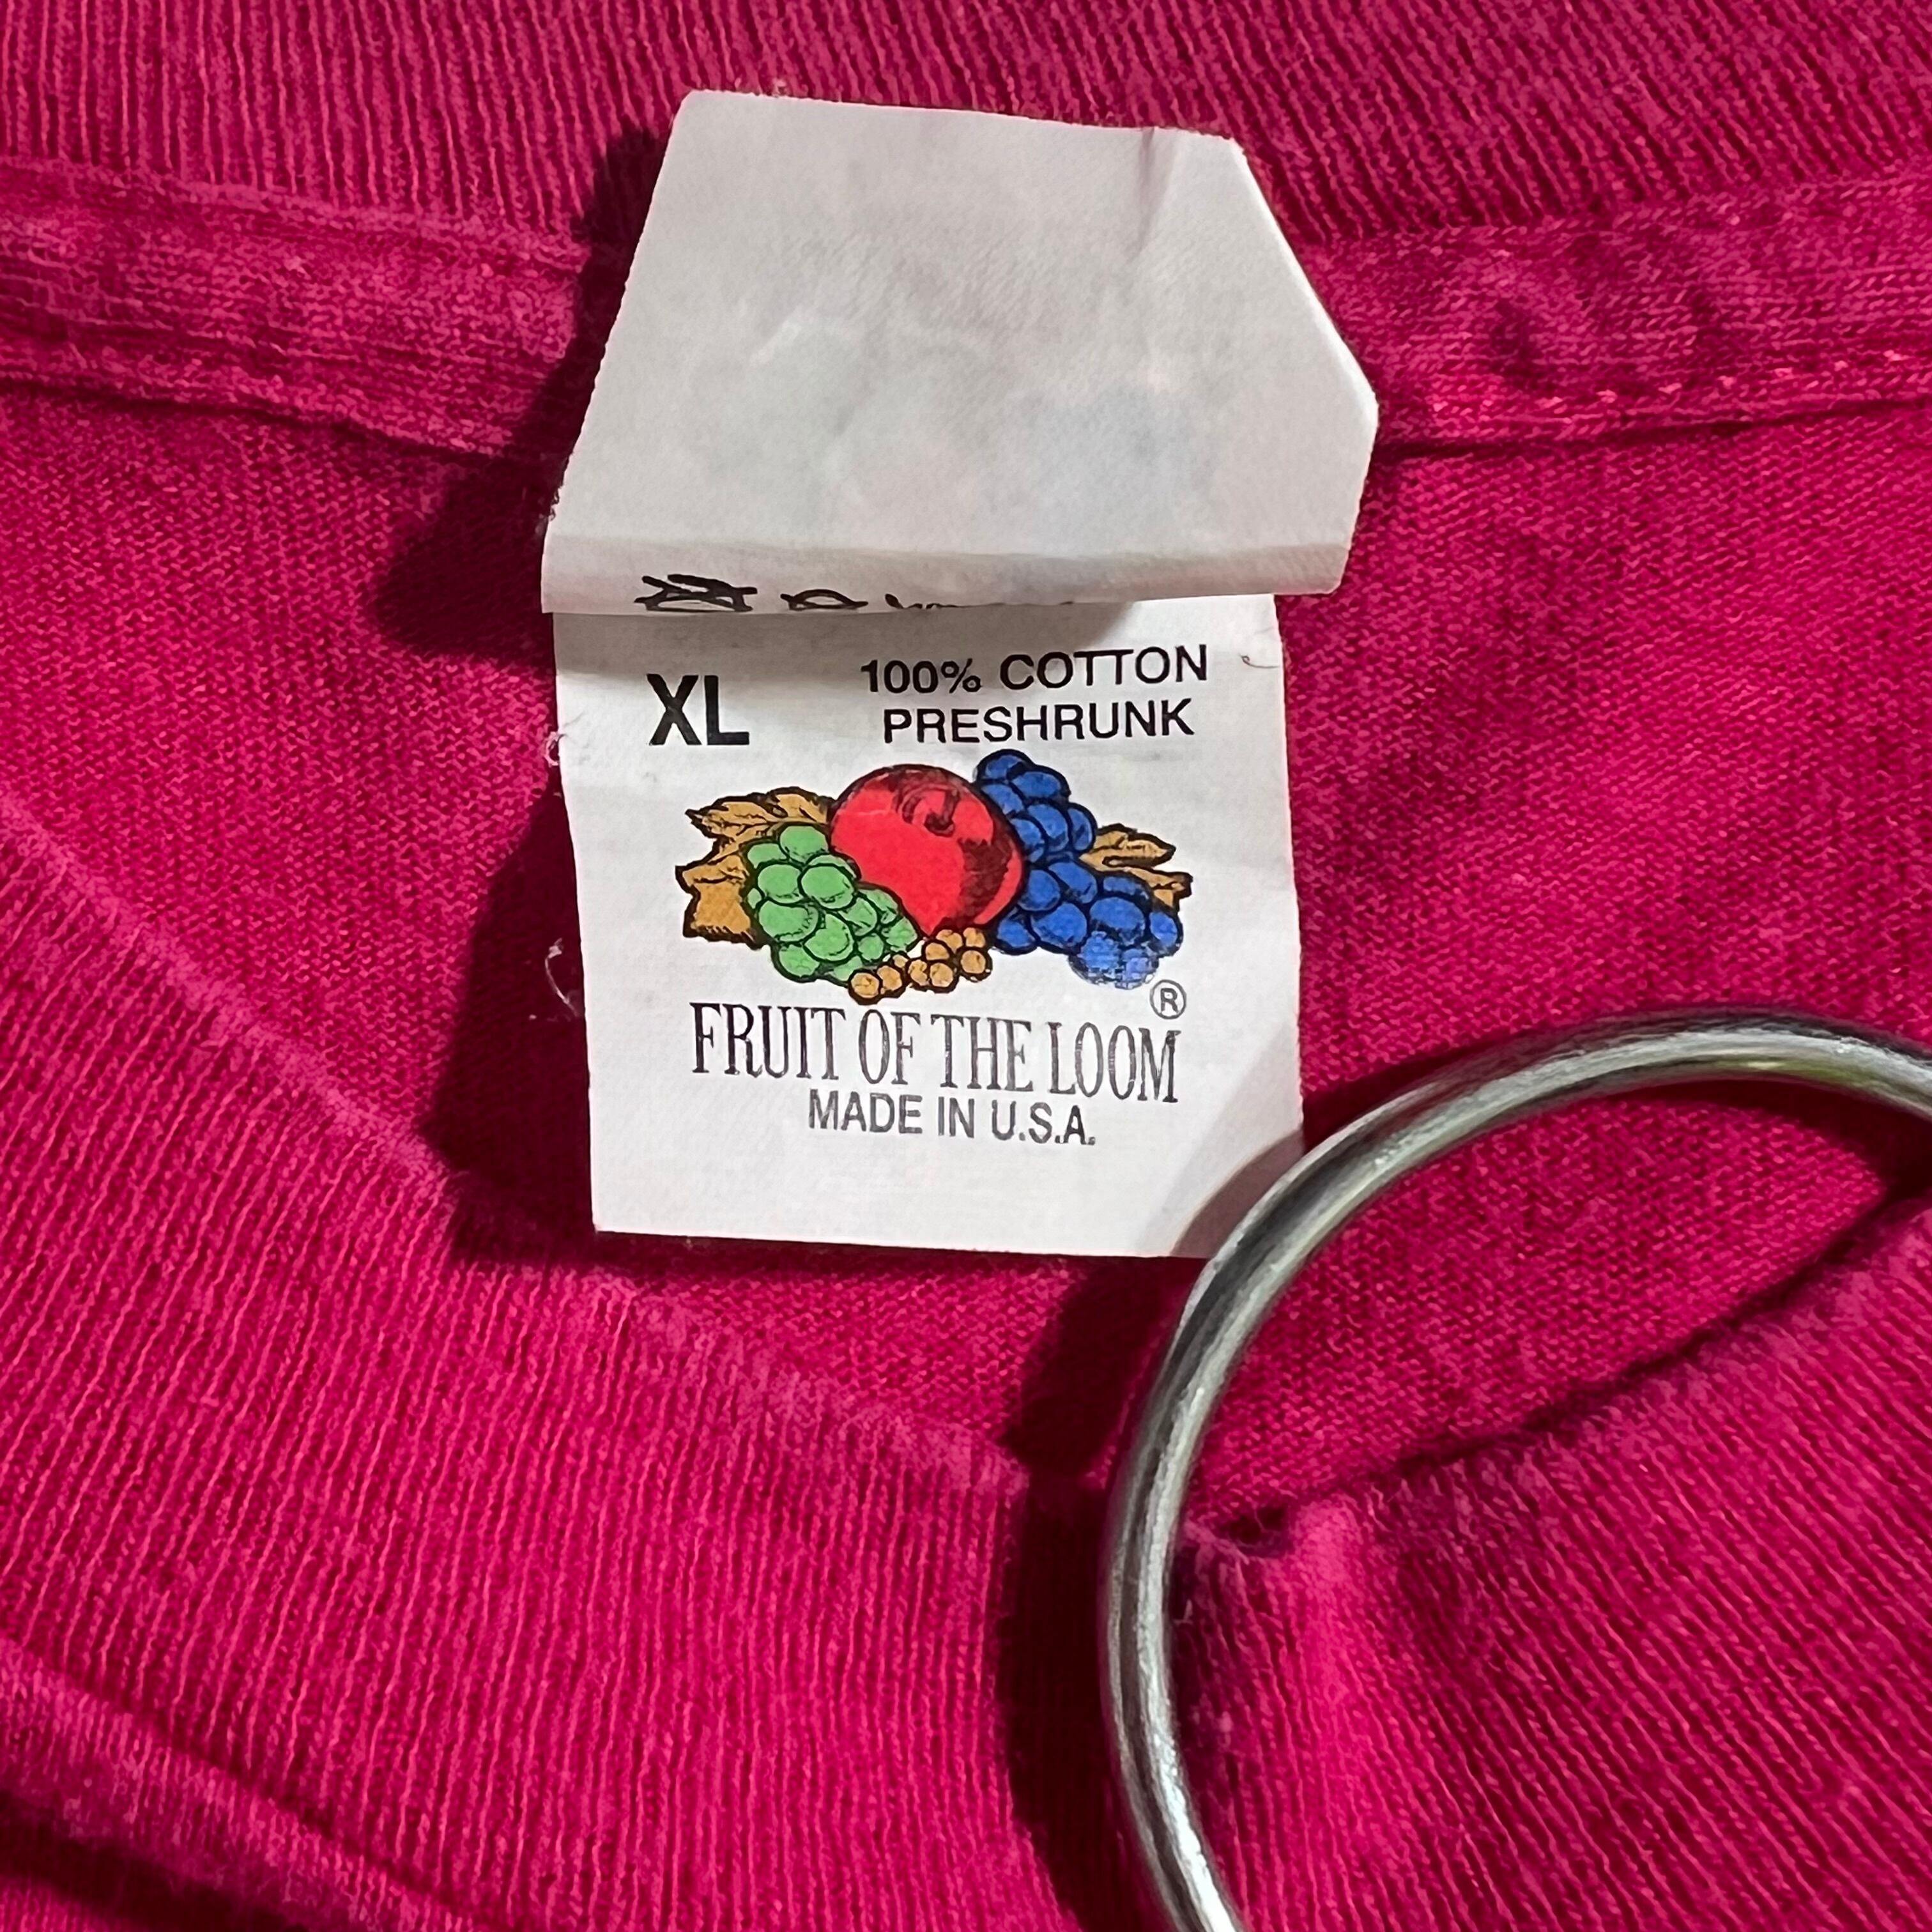 XL
100% COTTON
PRESHRUNK
®
FRUIT OF THE LOOM
MADE IN U.S.A.